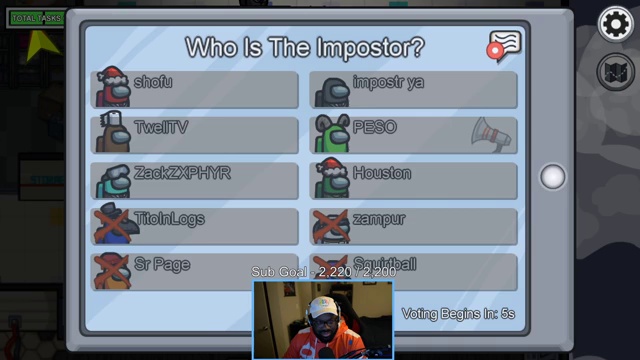 TOTAL TASKS
Who Is The Impostor?
shofu
impostr ya
TwellTV
PESO
ZackZXPHYR
Houston
TitoInLogs
zampur
Sr Page
Squirtball
Sub Goal - 2,220 / 2,200
Voting Begins In: 5s